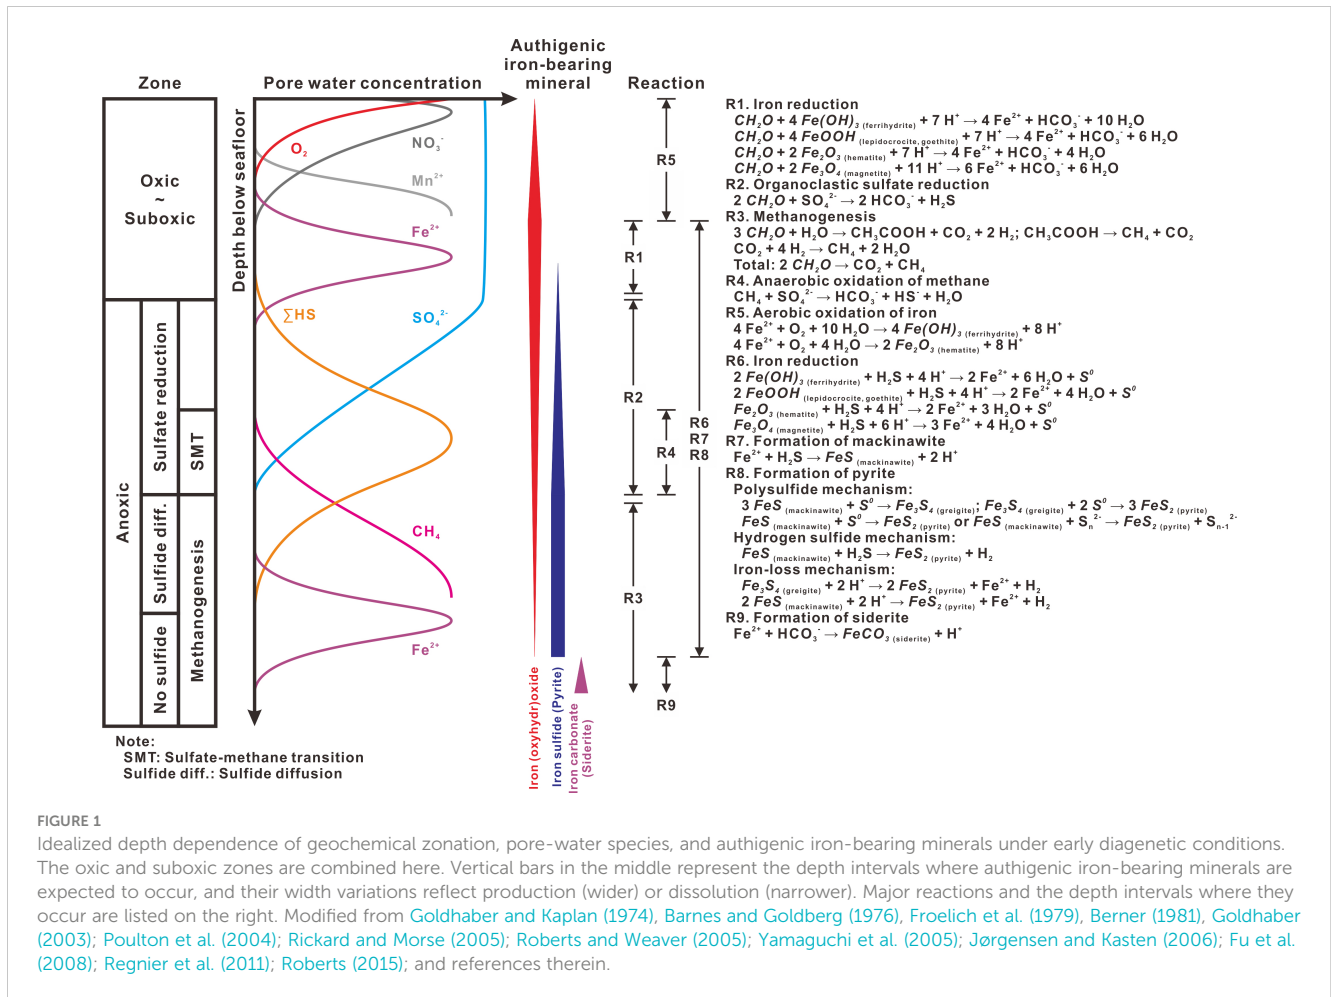 Zone
Pore water concentration
Authigenic
iron-bearing
mineral
Reaction
Oxic
~
Suboxic
Anoxic
Sulfate reduction
SMT
Sulfide diff.
No sulfide
Methanogenesis
Depth below seafloor
O₂
NO₃⁻
Mn²⁺
Fe²⁺
∑HS
SO₄²⁻
CH₄
Fe²⁺
Iron (oxyhydr)oxide
Iron sulfide (Pyrite)
Iron carbonate
(Siderite)
R5
R1
R2
R4
R6
R7
R8
R3
R9
R1. Iron reduction
CH₂O + 4 Fe(OH)₃ (ferrihydrite) + 7 H⁺ → 4 Fe²⁺ + HCO₃⁻ + 10 H₂O
CH₂O + 4 FeOOH (lepidocrocite, goethite) + 7 H⁺ → 4 Fe²⁺ + HCO₃⁻ + 6 H₂O
CH₂O + 2 Fe₂O₃ (hematite) + 7 H⁺ → 4 Fe²⁺ + HCO₃⁻ + 4 H₂O
CH₂O + 2 Fe₃O₄ (magnetite) + 11 H⁺ → 6 Fe²⁺ + HCO₃⁻ + 6 H₂O
R2. Organoclastic sulfate reduction
2 CH₂O + SO₄²⁻ → 2 HCO₃⁻ + H₂S
R3. Methanogenesis
3 CH₂O + H₂O → CH₃COOH + CO₂ + 2 H₂; CH₃COOH → CH₄ + CO₂
CO₂ + 4 H₂ → CH₄ + 2 H₂O
Total: 2 CH₂O → CO₂ + CH₄
R4. Anaerobic oxidation of methane
CH₄ + SO₄²⁻ → HCO₃⁻ + HS⁻ + H₂O
R5. Aerobic oxidation of iron
4 Fe²⁺ + O₂ + 10 H₂O → 4 Fe(OH)₃ (ferrihydrite) + 8 H⁺
4 Fe²⁺ + O₂ + 4 H₂O → 2 Fe₂O₃ (hematite) + 8 H⁺
R6. Iron reduction
2 Fe(OH)₃ (ferrihydrite) + H₂S + 4 H⁺ → 2 Fe²⁺ + 6 H₂O + S⁰
2 FeOOH (lepidocrocite, goethite) + H₂S + 4 H⁺ → 2 Fe²⁺ + 4 H₂O + S⁰
Fe₂O₃ (hematite) + H₂S + 4 H⁺ → 2 Fe²⁺ + 3 H₂O + S⁰
Fe₃O₄ (magnetite) + H₂S + 6 H⁺ → 3 Fe²⁺ + 4 H₂O + S⁰
R7. Formation of mackinawite
Fe²⁺ + H₂S → FeS (mackinawite) + 2 H⁺
R8. Formation of pyrite
Polysulfide mechanism:
3 FeS (mackinawite) + S⁰ → Fe₃S₄ (greigite); Fe₃S₄ (greigite) + 2 S⁰ → 3 FeS₂ (pyrite)
FeS (mackinawite) + S⁰ → FeS₂ (pyrite) or FeS (mackinawite) + Sₙ²⁻ → FeS₂ (pyrite) + Sₙ₋₁²⁻
Hydrogen sulfide mechanism:
FeS (mackinawite) + H₂S → FeS₂ (pyrite) + H₂
Iron-loss mechanism:
Fe₃S₄ (greigite) + 2 H⁺ → 2 FeS₂ (pyrite) + Fe²⁺ + H₂
2 FeS (mackinawite) + 2 H⁺ → FeS₂ (pyrite) + Fe²⁺ + H₂
R9. Formation of siderite
Fe²⁺ + HCO₃⁻ → FeCO₃ (siderite) + H⁺
Note:
SMT: Sulfate-methane transition
Sulfide diff.: Sulfide diffusion
FIGURE 1
Idealized depth dependence of geochemical zonation, pore-water species, and authigenic iron-bearing minerals under early diagenetic conditions.
The oxic and suboxic zones are combined here. Vertical bars in the middle represent the depth intervals where authigenic iron-bearing minerals are
expected to occur, and their width variations reflect production (wider) or dissolution (narrower). Major reactions and the depth intervals where they
occur are listed on the right. Modified from Goldhaber and Kaplan (1974), Barnes and Goldberg (1976), Froelich et al. (1979), Berner (1981), Goldhaber
(2003); Poulton et al. (2004); Rickard and Morse (2005); Roberts and Weaver (2005); Yamaguchi et al. (2005); Jørgensen and Kasten (2006); Fu et al.
(2008); Regnier et al. (2011); Roberts (2015); and references therein.